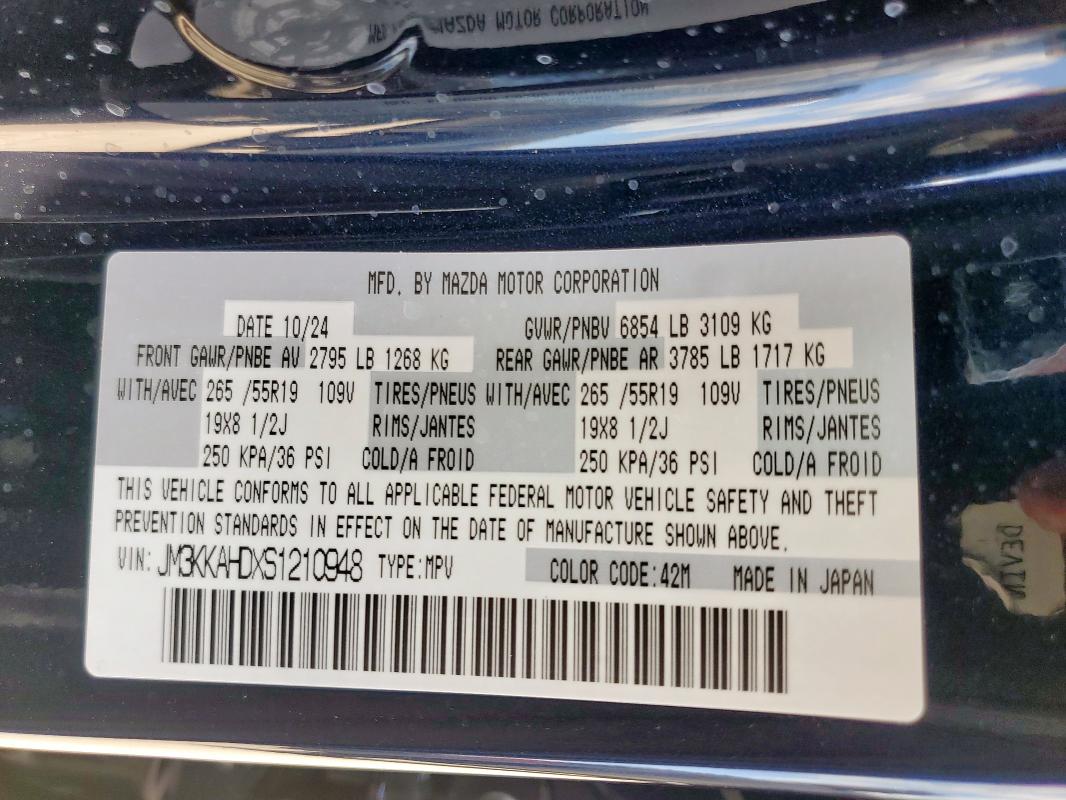 MAZDA MOTOR CORPORATION
MFD. BY MAZDA MOTOR CORPORATION
DATE 10/24 GVWR/PNBV 6854 LB 3109 KG
FRONT GAWR/PNBE AV 2795 LB 1268 KG REAR GAWR/PNBE AR 3785 LB 1717 KG
WITH/AVEC 265 /55R19 109V TIRES/PNEUS WITH/AVEC 265 /55R19 109V TIRES/PNEUS
19X8 1/2J RIMS/JANTES 19X8 1/2J RIMS/JANTES
250 KPA/36 PSI COLD/A FROID 250 KPA/36 PSI COLD/A FROID
THIS VEHICLE CONFORMS TO ALL APPLICABLE FEDERAL MOTOR VEHICLE SAFETY AND THEFT
PREVENTION STANDARDS IN EFFECT ON THE DATE OF MANUFACTURE SHOWN ABOVE.
VIN: JM3KKAHDXS1210948 TYPE:MPV COLOR CODE:42M MADE IN JAPAN